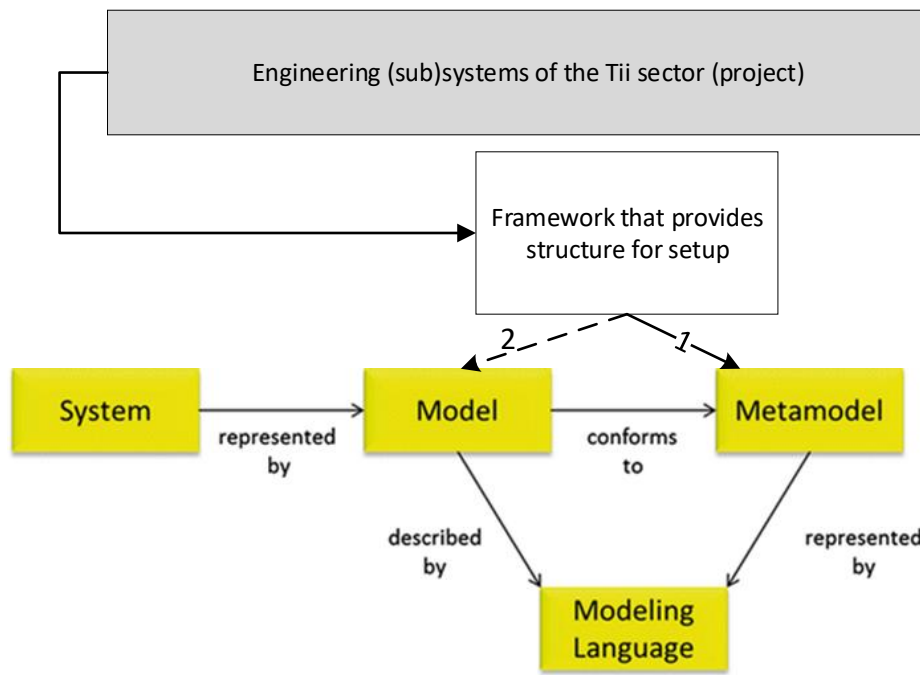 Engineering (sub)systems of the Tii sector (project)
Framework that provides
structure for setup
2
1
System
Model
Metamodel
represented
by
conforms
to
described
by
represented
by
Modeling
Language